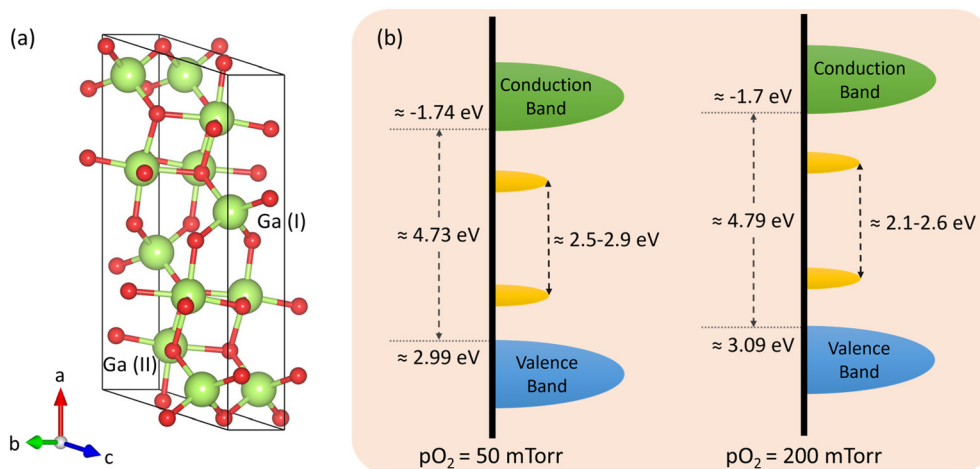 (a)
Ga (I)
Ga (II)
a
b
c
(b)
Conduction
Band
≈ -1.74 eV
≈ 4.73 eV
≈ 2.5-2.9 eV
≈ 2.99 eV
Valence
Band
pO₂ = 50 mTorr
Conduction
Band
≈ -1.7 eV
≈ 4.79 eV
≈ 2.1-2.6 eV
≈ 3.09 eV
Valence
Band
pO₂ = 200 mTorr